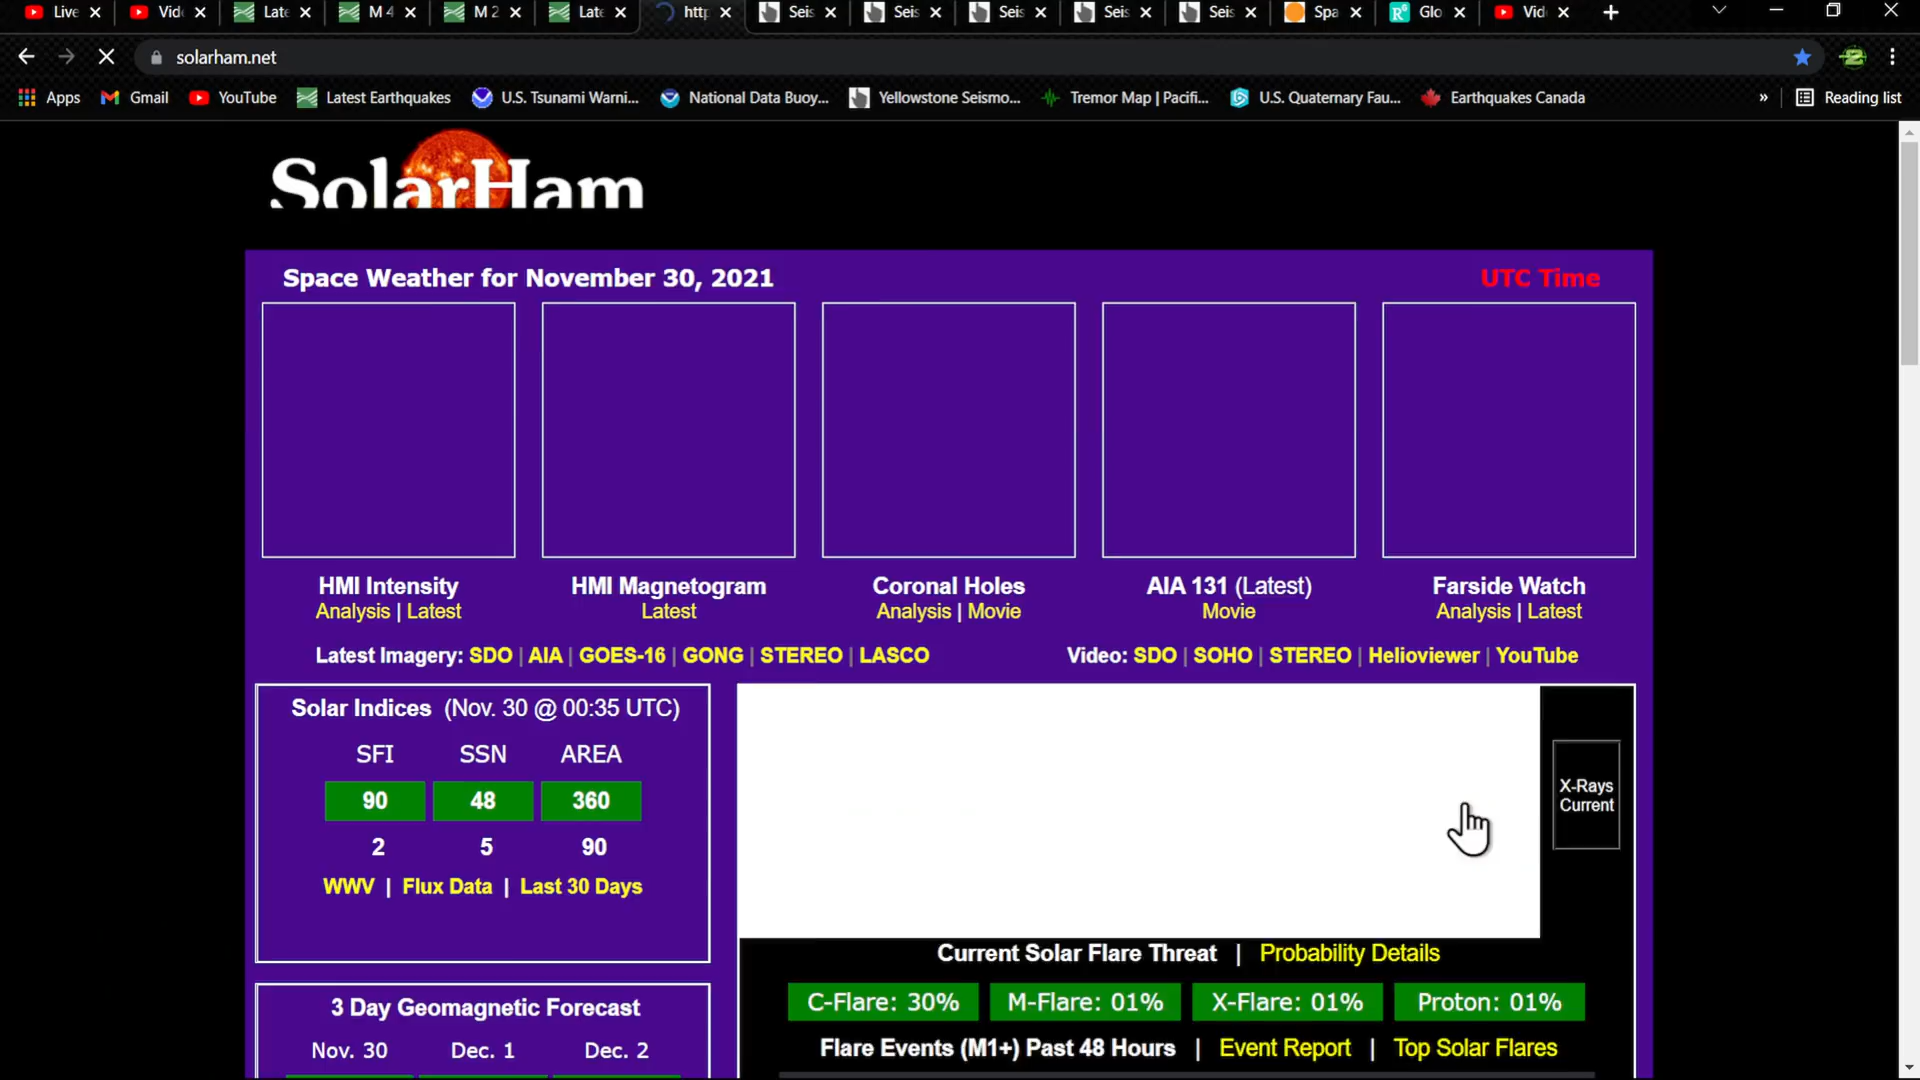 Live
Vid
Late
M 4
M 2
Late
http
Seis
Seis
Seis
Seis
Seis
Spa
Glo
Vid
solarham.net
Apps
Gmail
YouTube
Latest Earthquakes
U.S. Tsunami Warni...
National Data Buoy...
Yellowstone Seismo...
Tremor Map | Pacifi...
U.S. Quaternary Fau...
Earthquakes Canada
»
Reading list
SolarHam
Space Weather for November 30, 2021
UTC Time
HMI Intensity
Analysis | Latest
HMI Magnetogram
Latest
Coronal Holes
Analysis | Movie
AIA 131 (Latest)
Movie
Farside Watch
Analysis | Latest
Latest Imagery: SDO | AIA | GOES-16 | GONG | STEREO | LASCO
Video: SDO | SOHO | STEREO | Helioviewer | YouTube
Solar Indices (Nov. 30 @ 00:35 UTC)
SFI SSN AREA
90 48 360
2 5 90
WWV | Flux Data | Last 30 Days
X-Rays
Current
Current Solar Flare Threat | Probability Details
C-Flare: 30% M-Flare: 01% X-Flare: 01% Proton: 01%
Flare Events (M1+) Past 48 Hours | Event Report | Top Solar Flares
3 Day Geomagnetic Forecast
Nov. 30 Dec. 1 Dec. 2